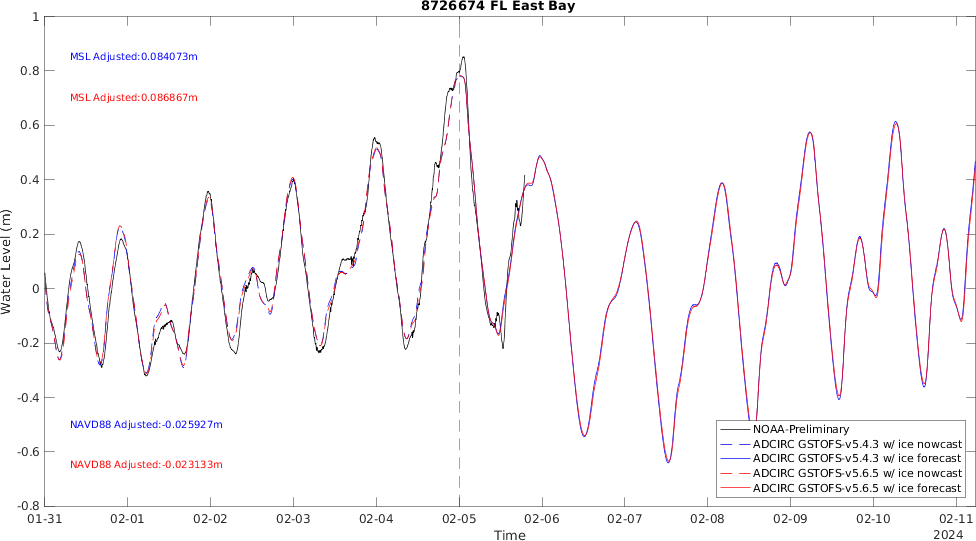 8726674 FL East Bay
1
0.8
0.6
0.4
0.2
0
-0.2
-0.4
-0.6
-0.8
Water Level (m)
MSL Adjusted:0.084073m
MSL Adjusted:0.086867m
NAVD88 Adjusted:-0.025927m
NAVD88 Adjusted:-0.023133m
NOAA-Preliminary
ADCIRC GSTOFS-v5.4.3 w/ ice nowcast
ADCIRC GSTOFS-v5.4.3 w/ ice forecast
ADCIRC GSTOFS-v5.6.5 w/ ice nowcast
ADCIRC GSTOFS-v5.6.5 w/ ice forecast
01-31 02-01 02-02 02-03 02-04 02-05 02-06 02-07 02-08 02-09 02-10 02-11
Time
2024